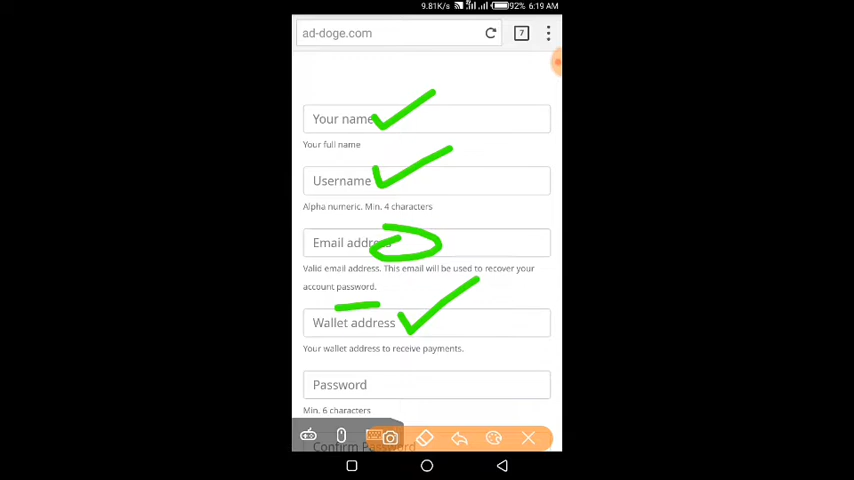 9.81K/s 92% 6:19 AM
ad-doge.com 7
Your name
Your full name
Username
Alpha numeric. Min. 4 characters
Email address
Valid email address. This email will be used to recover your
account password.
Wallet address
Your wallet address to receive payments.
Password
Min. 6 characters
Confirm Password